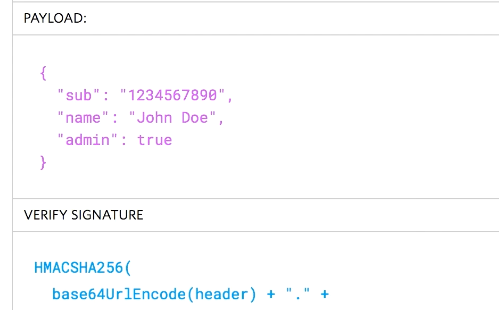 PAYLOAD:
{
"sub": "1234567890",
"name": "John Doe",
"admin": true
}
VERIFY SIGNATURE
HMACSHA256(
base64UrlEncode(header) + "." +